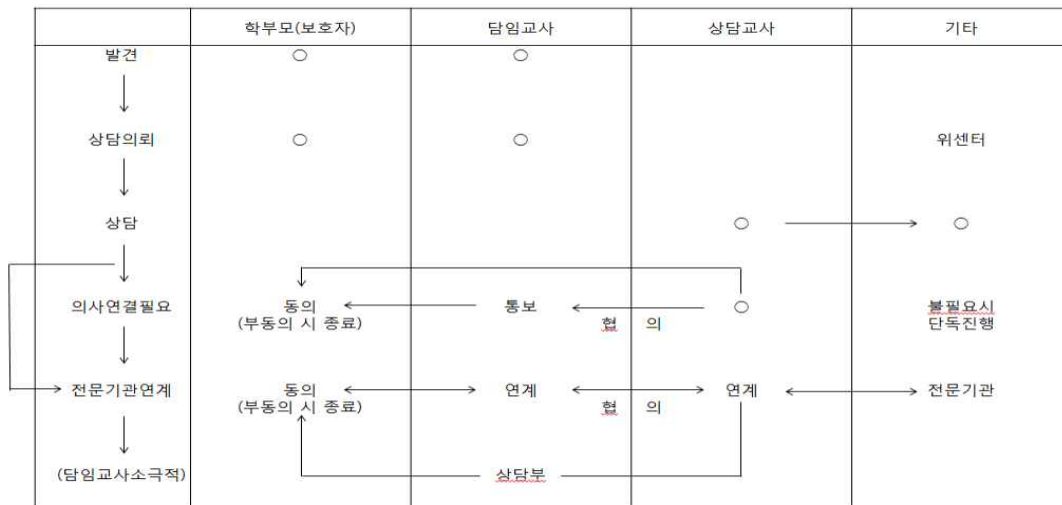 학부모(보호자) 담임교사 상담교사 기타
발견 ○ ○
상담의뢰 ○ ○ 위센터
상담 ○ ○
의사연결필요 동의 통보 ○ 불필요시
(부동의 시 종료) 협 의 단독진행
전문기관연계 동의 연계 연계 전문기관
(부동의 시 종료) 협 의
(담임교사소극적) 상담부